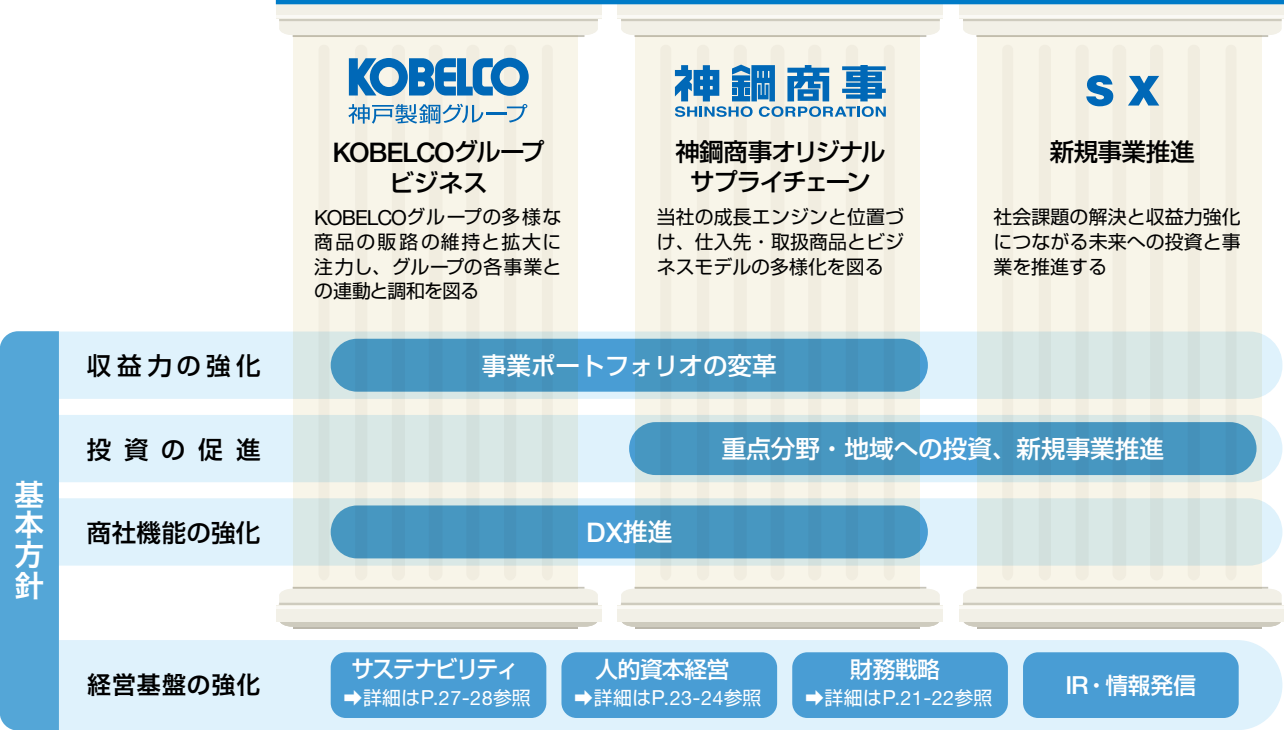 KOBELCO
神戸製鋼グループ
KOBELCOグループ
ビジネス
KOBELCOグループの多様な
商品の販路の維持と拡大に
注力し、グループの各事業と
の連動と調和を図る
神鋼商事
SHINSHO CORPORATION
神鋼商事オリジナル
サプライチェーン
当社の成長エンジンと位置づ
け、仕入先・取扱商品とビジ
ネスモデルの多様化を図る
SX
新規事業推進
社会課題の解決と収益力強化
につながる未来への投資と事
業を推進する
基本方針
収益力の強化
事業ポートフォリオの変革
投資の促進
重点分野・地域への投資、新規事業推進
商社機能の強化
DX推進
経営基盤の強化
サステナビリティ
➡詳細はP.27-28参照
人的資本経営
➡詳細はP.23-24参照
財務戦略
➡詳細はP.21-22参照
IR・情報発信